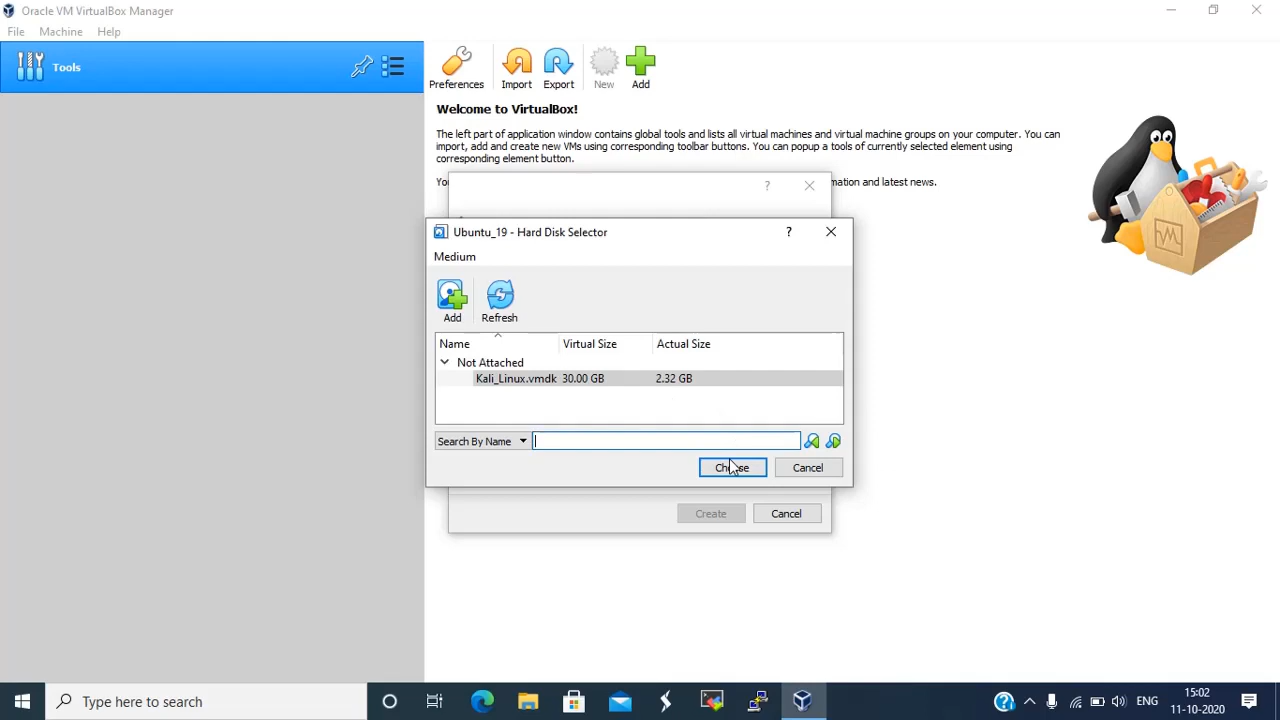 Oracle VM VirtualBox Manager
File Machine Help
Tools
Preferences Import Export New Add
Welcome to VirtualBox!
The left part of application window contains global tools and lists all virtual machines and virtual machine groups on your computer. You can
import, add and create new VMs using corresponding toolbar buttons. You can popup a tools of currently selected element using
corresponding element button.
and latest news.
?
Ubuntu_19 - Hard Disk Selector ?
Medium
Add Refresh
Name Virtual Size Actual Size
Not Attached
Kali_Linux.vmdk 30.00 GB 2.32 GB
Search By Name
Choose Cancel
Create Cancel
Type here to search
ENG
15:02
11-10-2020